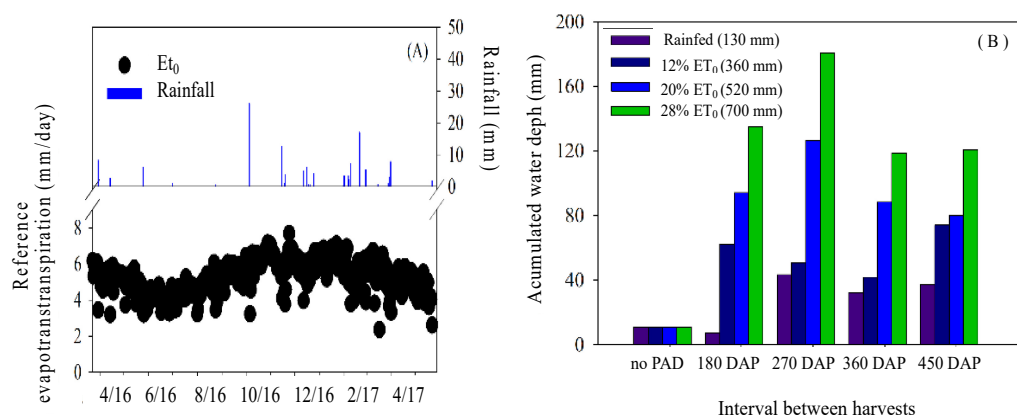 (A)
Et0
Rainfall
Reference
evapotranstranspiration (mm/day)
8
6
4
2
0
50
40
30
20
10
0
Rainfall (mm)
4/16 6/16 8/16 10/16 12/16 2/17 4/17
(B)
Rainfed (130 mm)
12% ET0 (360 mm)
20% ET0 (520 mm)
28% ET0 (700 mm)
Acumulated water deph (mm)
200
160
120
80
40
0
no PAD 180 DAP 270 DAP 360 DAP 450 DAP
Interval between harvests